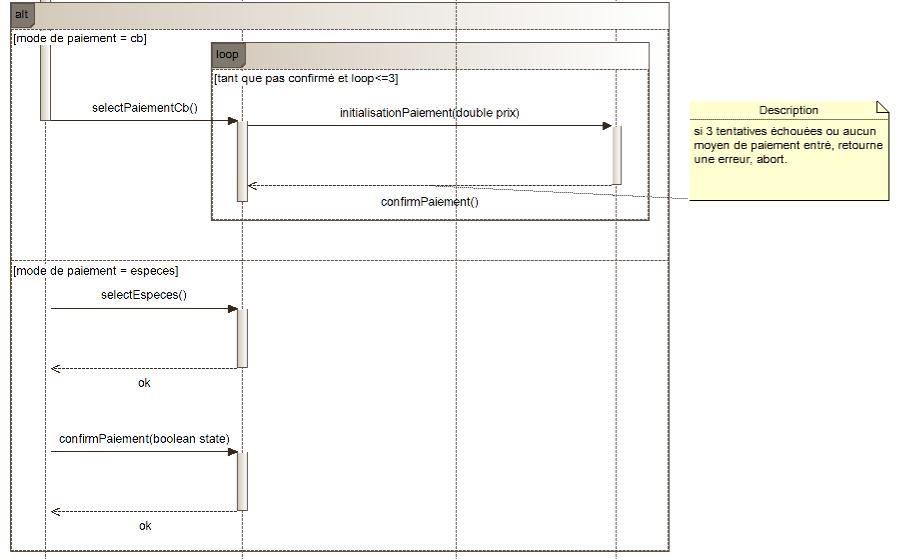 alt
[mode de paiement = cb]
loop
[tant que pas confirmé et loop<=3]
selectPaiementCb()
initialisationPaiement(double prix)
Description
si 3 tentatives échouées ou aucun
moyen de paiement entré, retourne
une erreur, abort.
confirmPaiement()
[mode de paiement = especes]
selectEspeces()
ok
confirmPaiement(boolean state)
ok